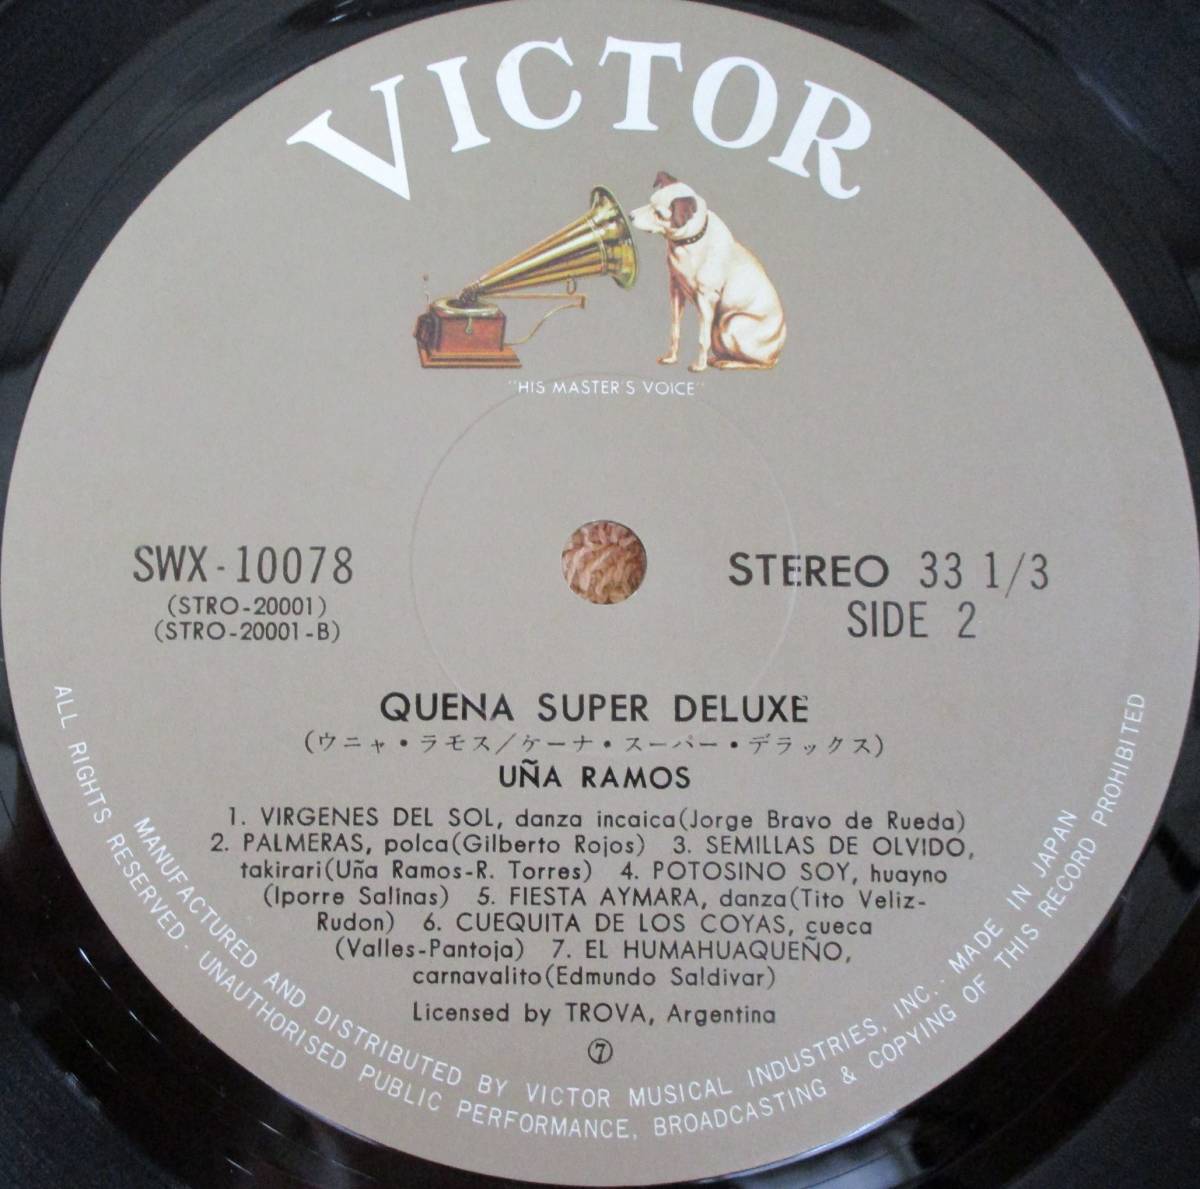 VICTOR
"HIS MASTER'S VOICE"
SWX-10078
(STRO-20001)
(STRO-20001-B)
STEREO 33 1/3
SIDE 2
QUENA SUPER DELUXE
(ウニャ・ラモス/ケーナ・スーパー・デラックス)
UÑA RAMOS
1. VIRGENES DEL SOL, danza incaica(Jorge Bravo de Rueda)
2. PALMERAS, polca(Gilberto Rojos) 3. SEMILLAS DE OLVIDO,
takirari(Uña Ramos-R. Torres) 4. POTOSINO SOY, huayno
(Iporre Salinas) 5. FIESTA AYMARA, danza(Tito Veliz-
Rudon) 6. CUEQUITA DE LOS COYAS, cueca
(Valles-Pantoja) 7. EL HUMAHUAQUEÑO,
carnavalito(Edmundo Saldivar)
Licensed by TROVA, Argentina
⑦
MANUFACTURED AND DISTRIBUTED BY VICTOR MUSICAL INDUSTRIES, INC.· MADE IN JAPAN
ALL RIGHTS RESERVED · UNAUTHORISED PUBLIC PERFORMANCE, BROADCASTING & COPYING OF THIS RECORD PROHIBITED